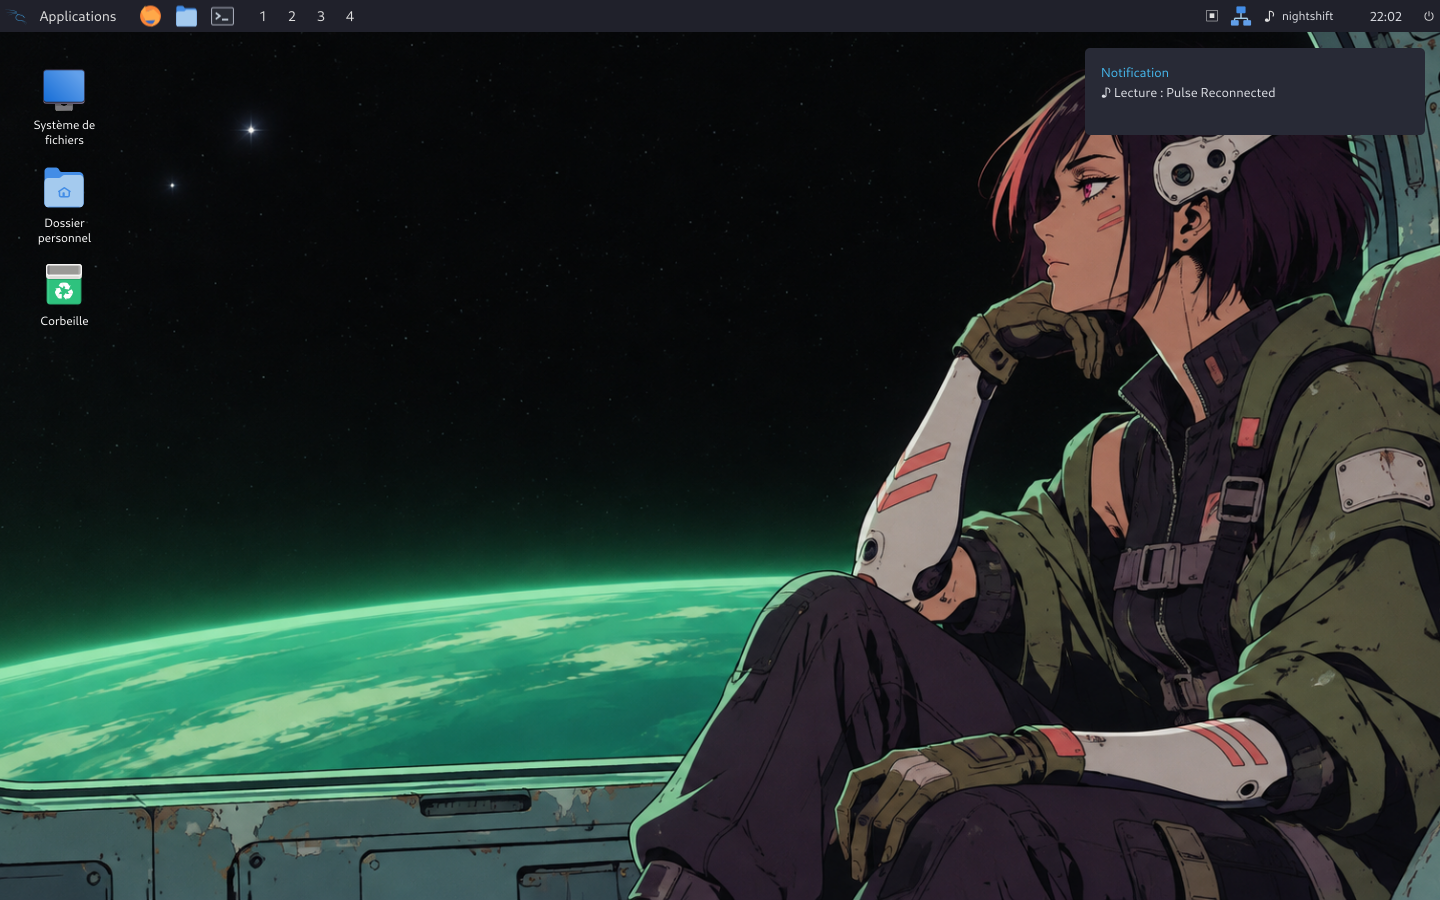 Applications 1 2 3 4 nightshift 22:02
Notification
♪ Lecture : Pulse Reconnected
Système de
fichiers
Dossier
personnel
Corbeille